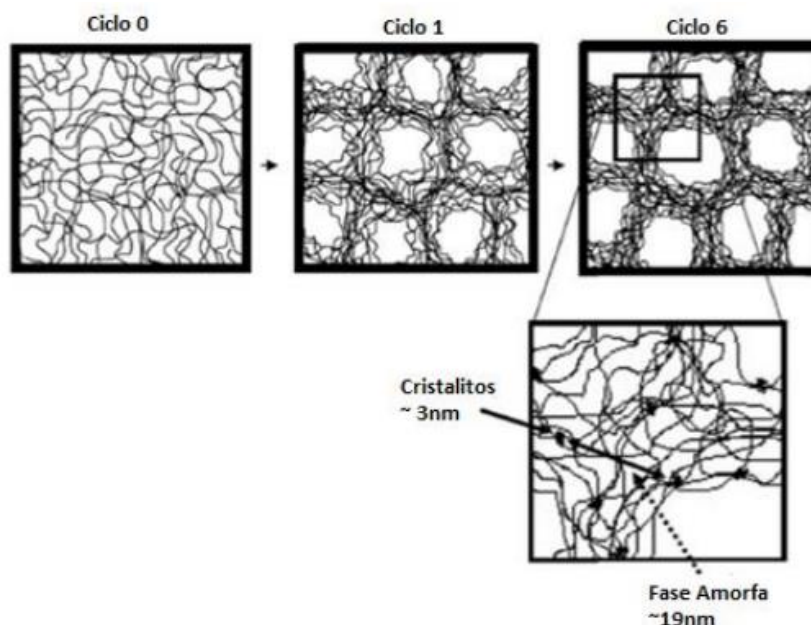 Ciclo 0
Ciclo 1
Ciclo 6
Cristalitos
~ 3nm
Fase Amorfa
~19nm